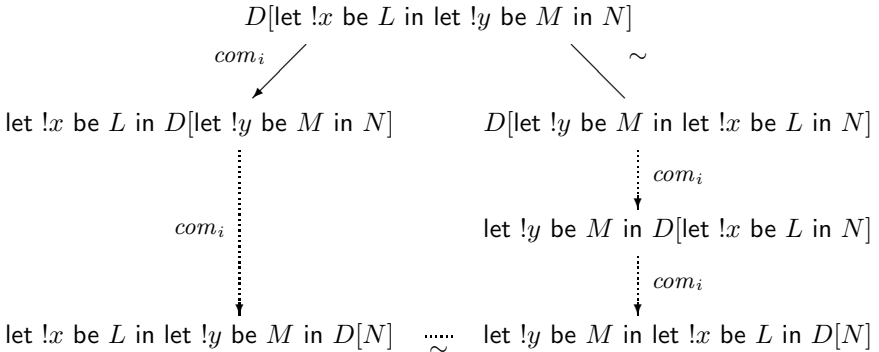 D[let !x be L in let !y be M in N]
com_i ∼
let !x be L in D[let !y be M in N] D[let !y be M in let !x be L in N]
com_i
com_i let !y be M in D[let !x be L in N]
com_i
let !x be L in let !y be M in D[N] ∼ let !y be M in let !x be L in D[N]